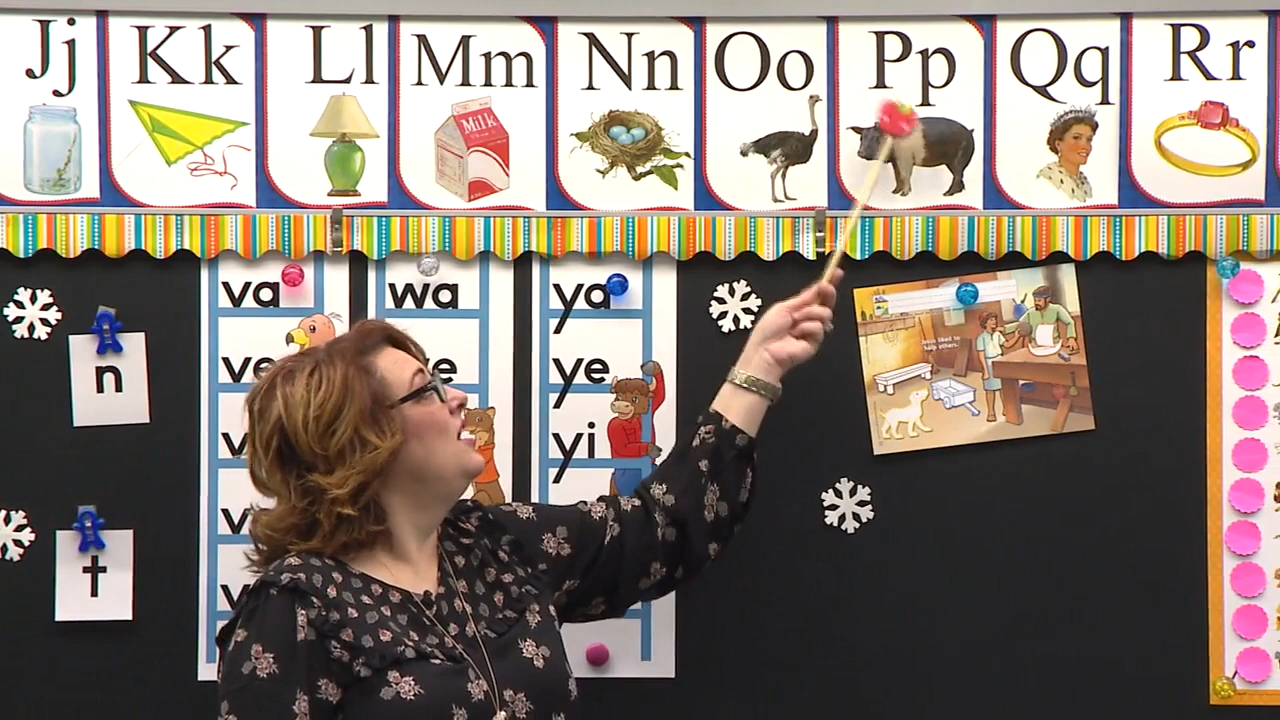 Jj Kk Ll Mm Nn Oo Pp Qq Rr
Milk
va wa ya
ve ye
yi
n
t
Jesus liked to
help others.